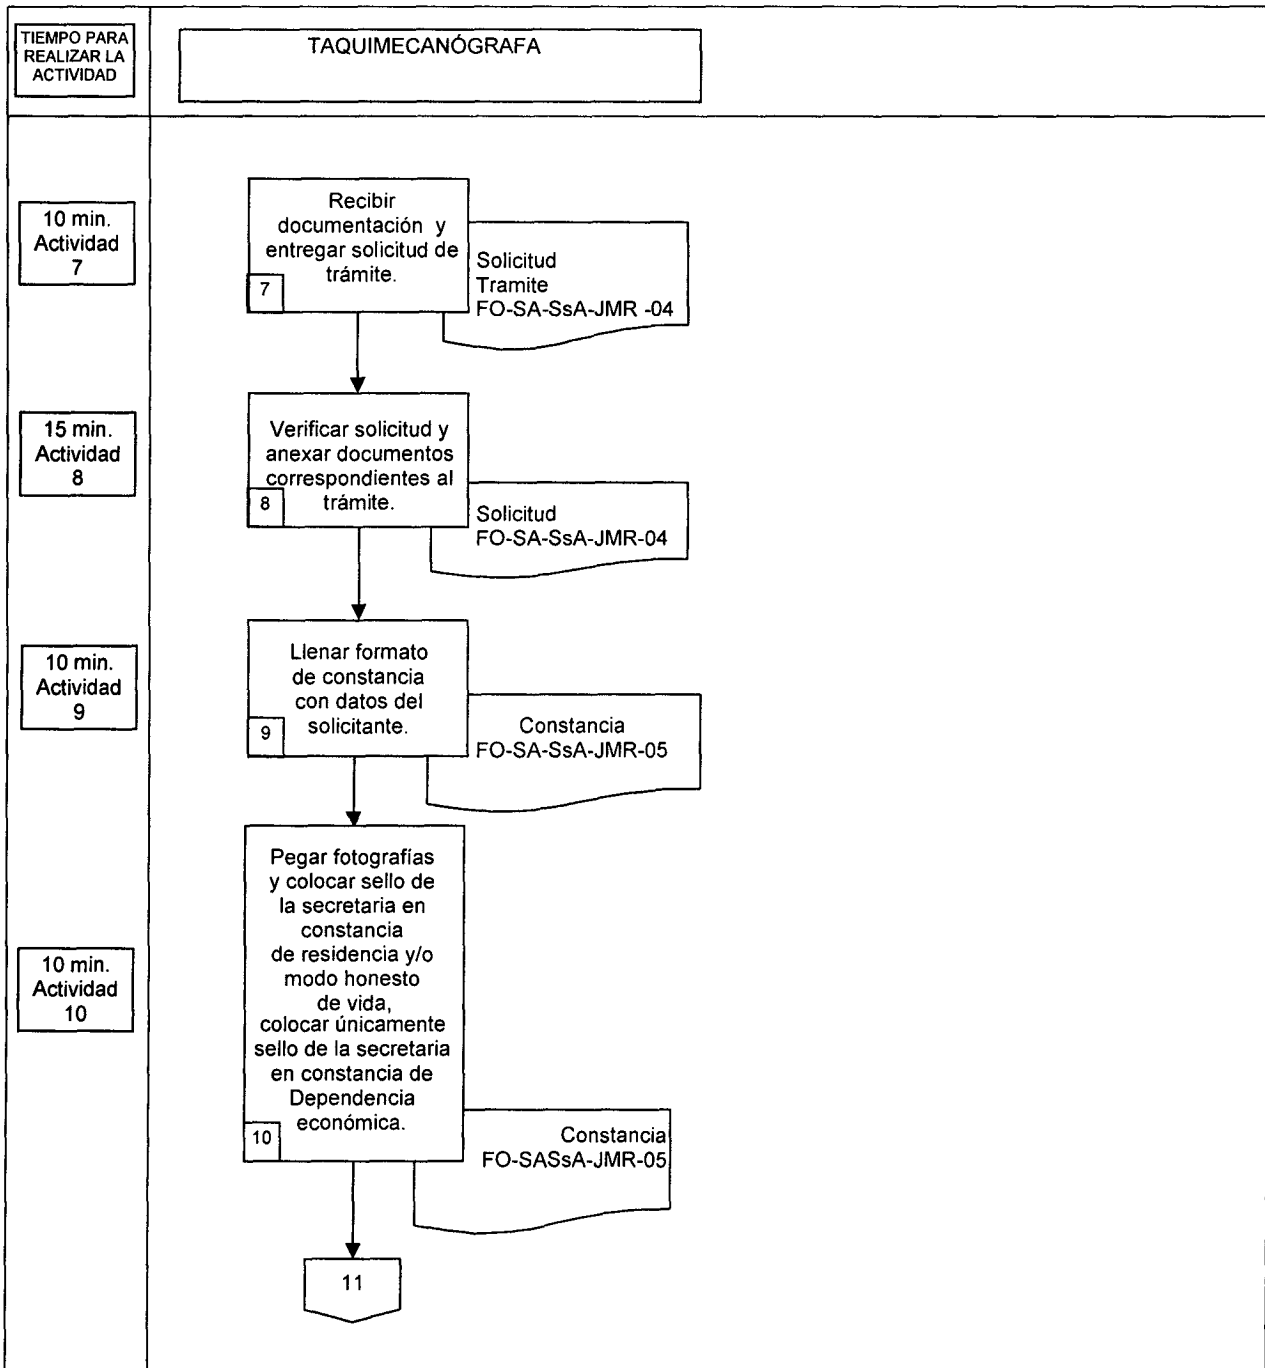 TIEMPO PARA
REALIZAR LA
ACTIVIDAD
TAQUIMECANÓGRAFA
10 min.
Actividad
7
Recibir
documentación y
entregar solicitud de
trámite.
7
Solicitud
Tramite
FO-SA-SsA-JMR -04
15 min.
Actividad
8
Verificar solicitud y
anexar documentos
correspondientes al
trámite.
8
Solicitud
FO-SA-SsA-JMR-04
10 min.
Actividad
9
Llenar formato
de constancia
con datos del
solicitante.
9
Constancia
FO-SA-SsA-JMR-05
10 min.
Actividad
10
Pegar fotografías
y colocar sello de
la secretaria en
constancia
de residencia y/o
modo honesto
de vida,
colocar únicamente
sello de la secretaria
en constancia de
Dependencia
económica.
10
Constancia
FO-SASsA-JMR-05
11